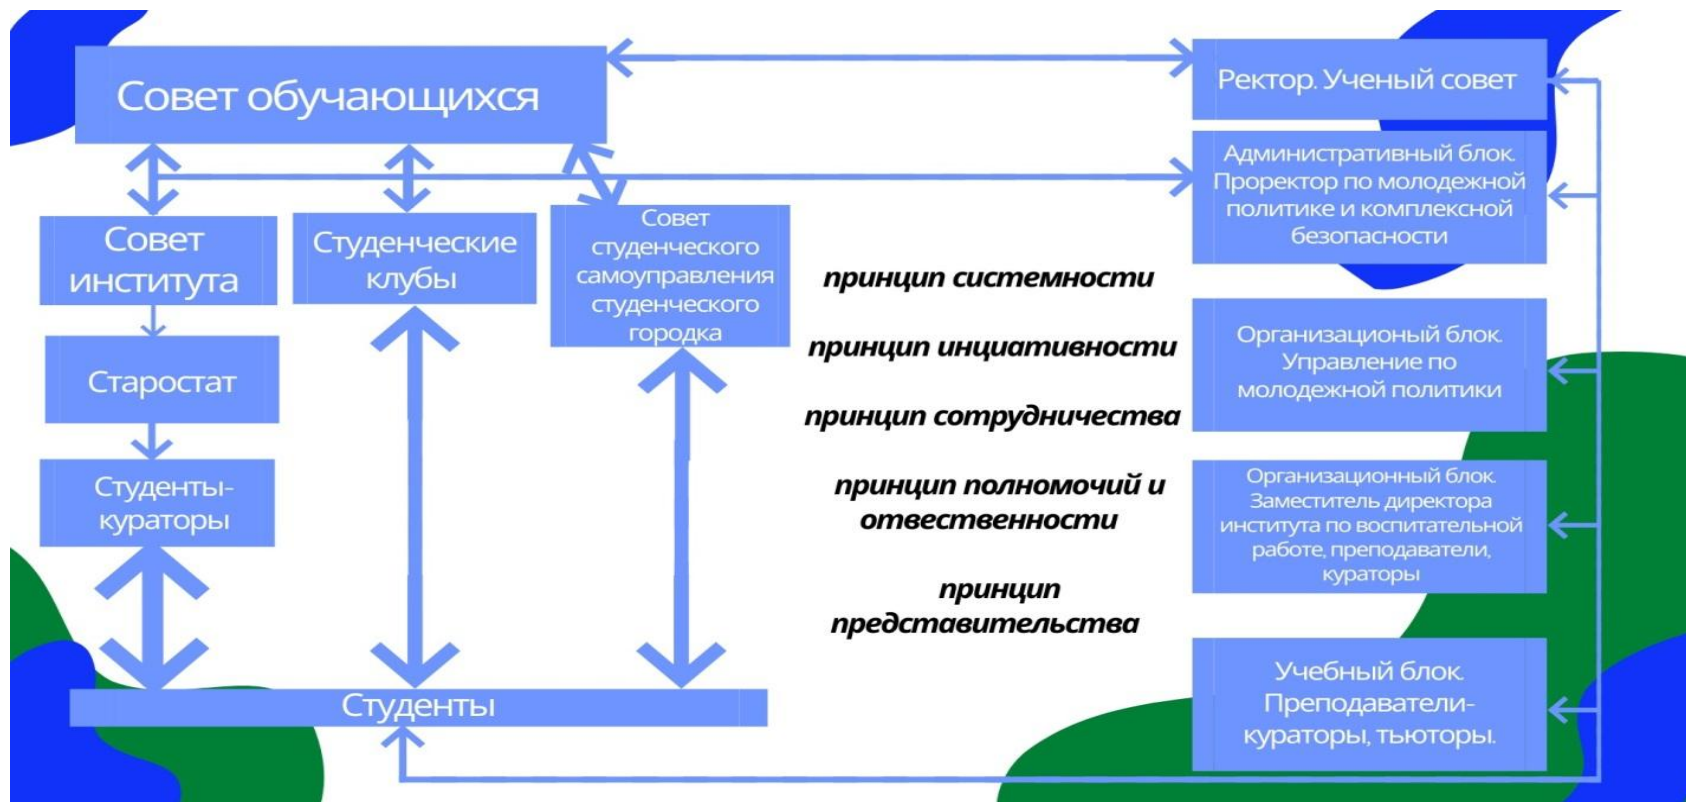 Совет обучающихся
Ректор. Ученый совет
Административный блок.
Проректор по молодежной
политике и комплексной
безопасности
Совет
института
Студенческие
клубы
Совет
студенческого
самоуправления
студенческого
городка
принцип системности
принцип инциативности
принцип сотрудничества
принцип полномочий и
отвественности
принцип
представительства
Организационый блок.
Управление по
молодежной политики
Старостат
Студенты-
кураторы
Организационный блок.
Заместитель директора
института по воспитательной
работе, преподаватели,
кураторы
Учебный блок.
Преподаватели-
кураторы, тьюторы.
Студенты